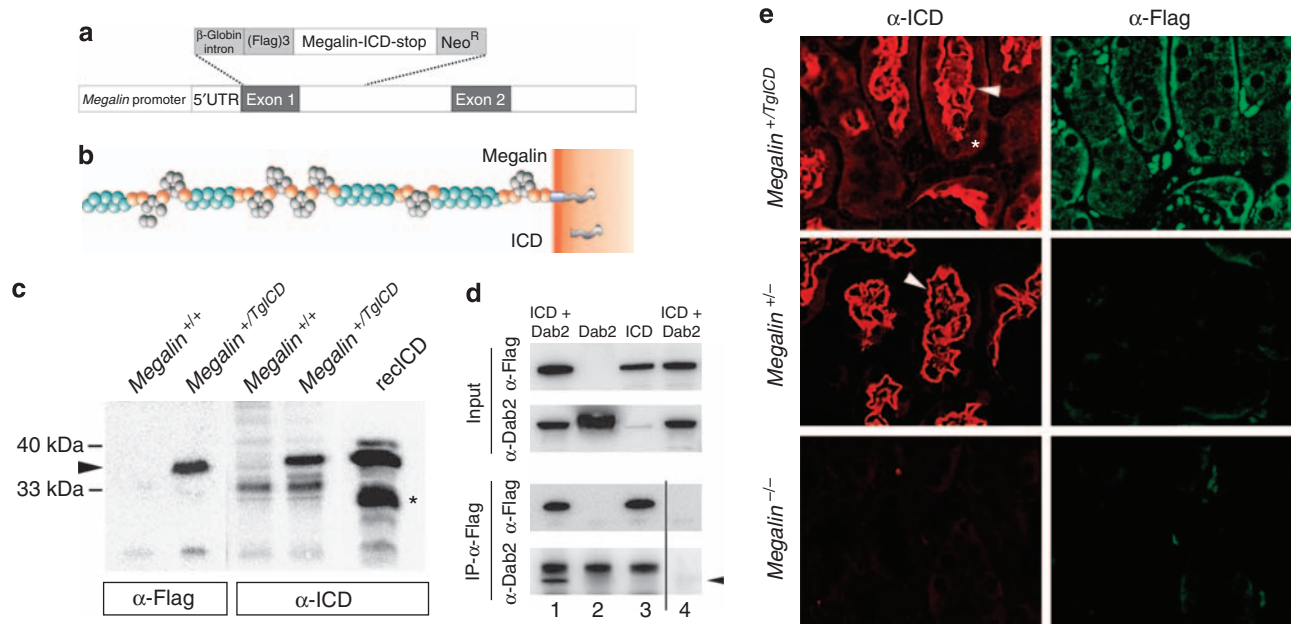 a
β-Globin
intron
(Flag)3
Megalin-ICD-stop
Neo^R
Megalin promoter
5′UTR
Exon 1
Exon 2
b
Megalin
ICD
c
Megalin +/+
Megalin +/TgICD
Megalin +/+
Megalin +/TgICD
recICD
40 kDa
33 kDa
*
α-Flag
α-ICD
d
ICD + Dab2
Dab2
ICD
ICD + Dab2
Input
α-Flag
α-Dab2
IP-α-Flag
α-Flag
α-Dab2
1 2 3 4
e
α-ICD
α-Flag
Megalin +/TgICD
*
Megalin +/−
Megalin −/−